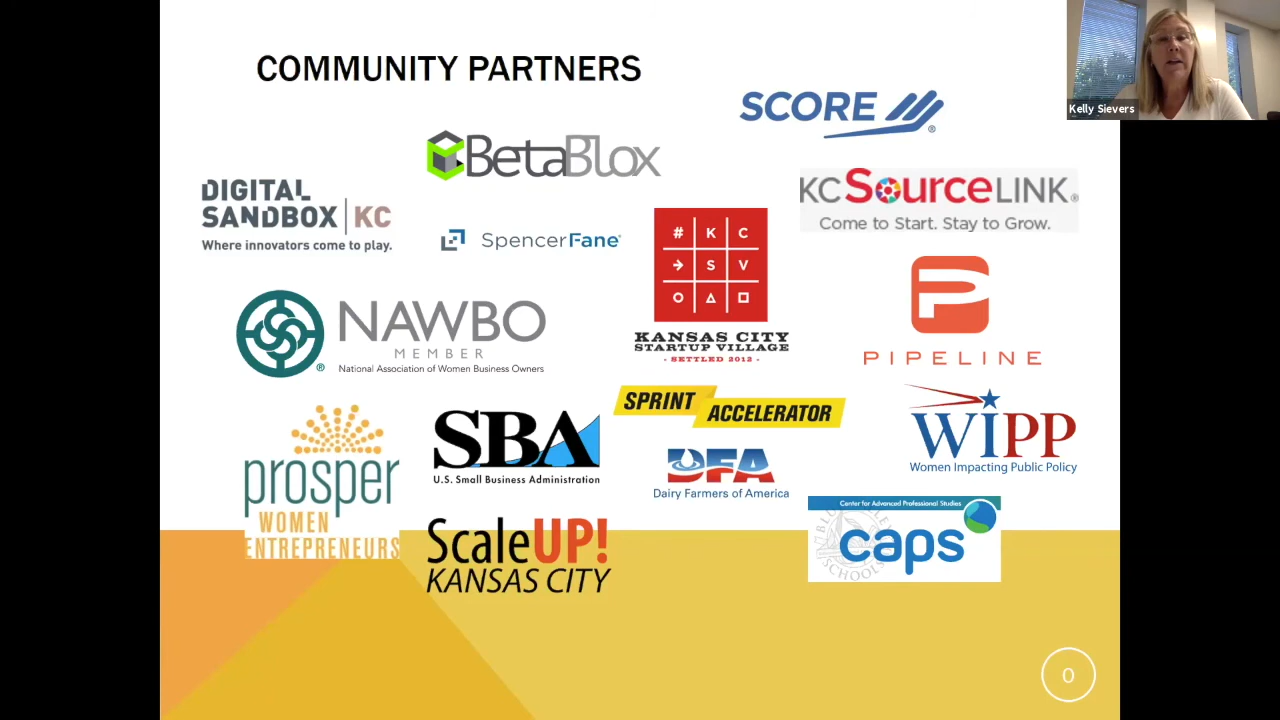 COMMUNITY PARTNERS
Kelly Sievers
SCORE
®
BetaBlox
DIGITAL
SANDBOX KC
Where innovators come to play.
KCSourceLINK®
Come to Start. Stay to Grow.
SpencerFane®
# K C
→ S V
○ △ □
KANSAS CITY
STARTUP VILLAGE
- SETTLED 2012 -
P
PIPELINE
NAWBO
MEMBER
® National Association of Women Business Owners
SPRINT
ACCELERATOR
WIPP
Women Impacting Public Policy
prosper
WOMEN
ENTREPRENEURS
SBA
U.S. Small Business Administration
DFA
Dairy Farmers of America
Center for Advanced Professional Studies
caps
SCHOOLS
ScaleUP!
KANSAS CITY
0